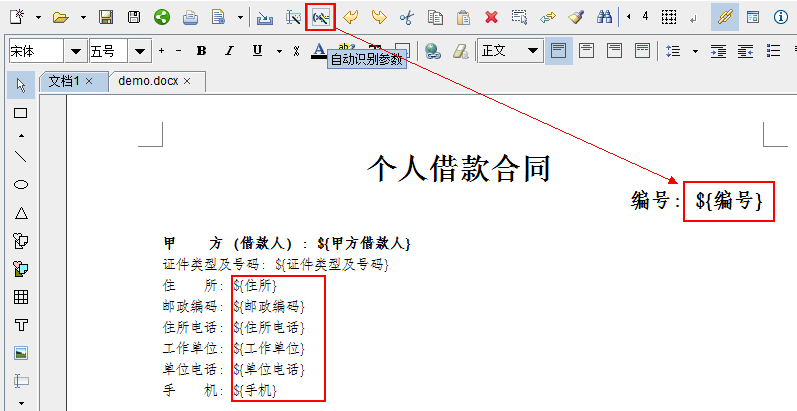 4
宋体 五号 + - B I U % A ab? T 正文
自动识别参数
文档1 × demo.docx ×
个人借款合同
编号: ${编号}
甲 方（借款人）: ${甲方借款人}
证件类型及号码: ${证件类型及号码}
住 所: ${住所}
邮政编码: ${邮政编码}
住所电话: ${住所电话}
工作单位: ${工作单位}
单位电话: ${单位电话}
手 机: ${手机}